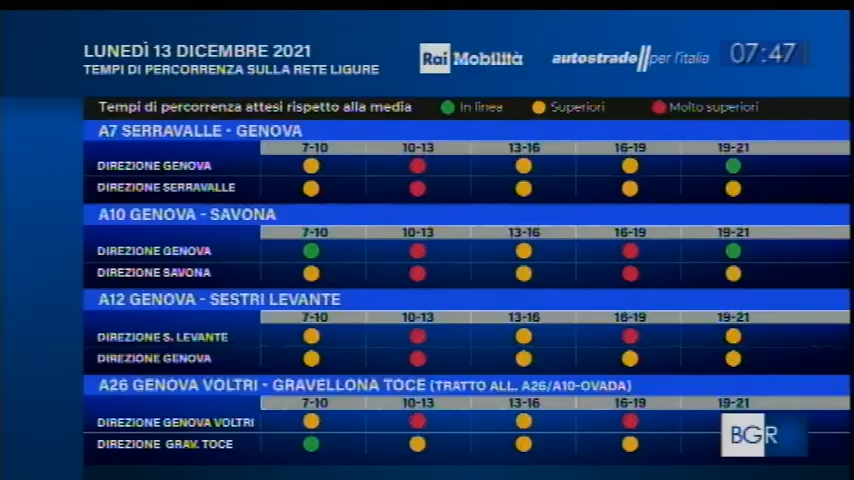 LUNEDÌ 13 DICEMBRE 2021
TEMPI DI PERCORRENZA SULLA RETE LIGURE
Rai Mobilità
autostrade//per l'italia
07:47
Tempi di percorrenza attesi rispetto alla media In linea Superiori Molto superiori
A7 SERRAVALLE - GENOVA
7-10 10-13 13-16 16-19 19-21
DIREZIONE GENOVA
DIREZIONE SERRAVALLE
A10 GENOVA - SAVONA
7-10 10-13 13-16 16-19 19-21
DIREZIONE GENOVA
DIREZIONE SAVONA
A12 GENOVA - SESTRI LEVANTE
7-10 10-13 13-16 16-19 19-21
DIREZIONE S. LEVANTE
DIREZIONE GENOVA
A26 GENOVA VOLTRI - GRAVELLONA TOCE (TRATTO ALL. A26/A10-OVADA)
7-10 10-13 13-16 16-19 19-21
DIREZIONE GENOVA VOLTRI
DIREZIONE GRAV. TOCE
BGR